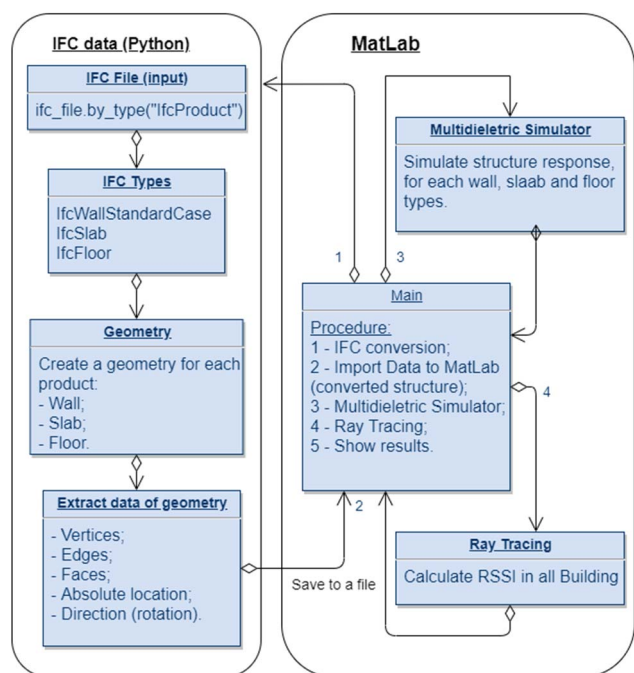 IFC data (Python)
IFC File (input)
ifc_file.by_type("IfcProduct")
IFC Types
IfcWallStandardCase
IfcSlab
IfcFloor
Geometry
Create a geometry for each
product:
- Wall;
- Slab;
- Floor.
Extract data of geometry
- Vertices;
- Edges;
- Faces;
- Absolute location;
- Direction (rotation).
Save to a file
MatLab
Multidieletric Simulator
Simulate structure response,
for each wall, slaab and floor
types.
1
3
Main
Procedure:
1 - IFC conversion;
2 - Import Data to MatLab
(converted structure);
3 - Multidieletric Simulator;
4 - Ray Tracing;
5 - Show results.
4
2
Ray Tracing
Calculate RSSI in all Building